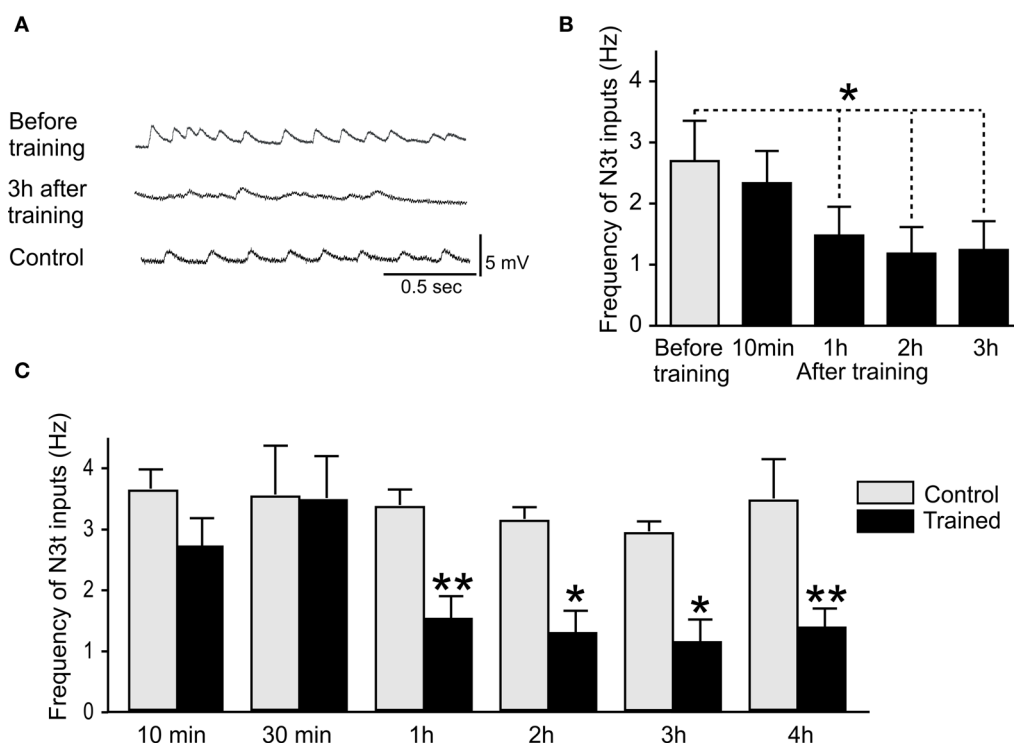 A
Before
training
3h after
training
Control
5 mV
0.5 sec
B
Frequency of N3t inputs (Hz)
4
3
2
1
0
*
Before
training
10min
1h
2h
3h
After training
C
Frequency of N3t inputs (Hz)
4
3
2
1
0
** * * **
Control
Trained
10 min 30 min 1h 2h 3h 4h